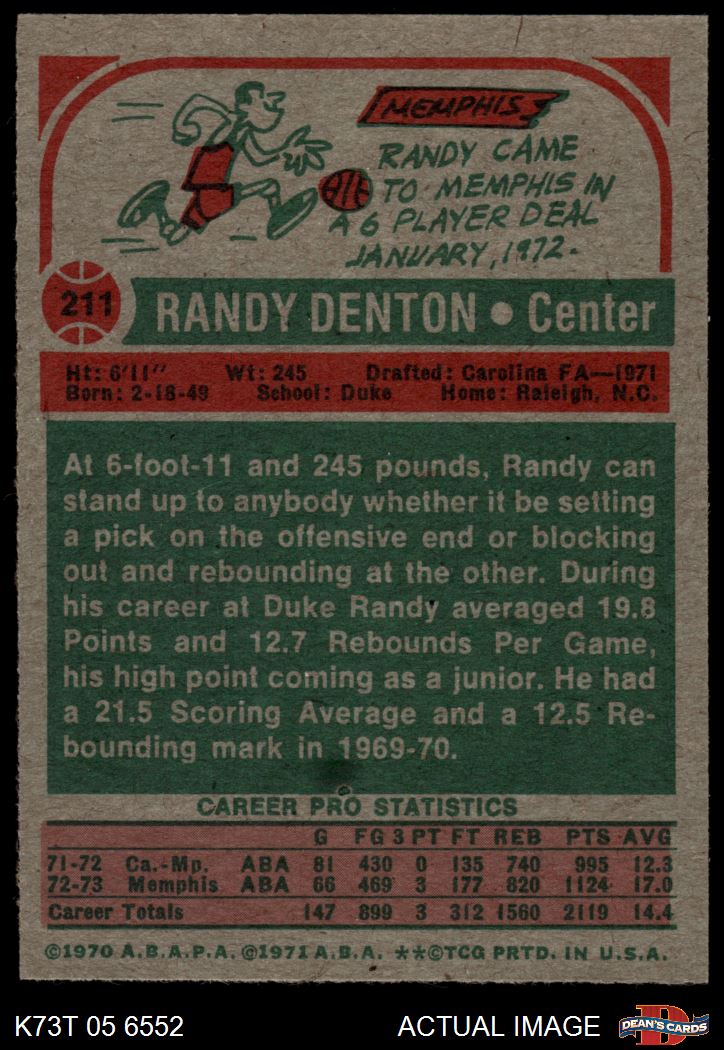 MEMPHIS
RANDY CAME
TO MEMPHIS IN
A 6 PLAYER DEAL
JANUARY, 1972.
211
RANDY DENTON • Center
Ht: 6'11" Wt: 245 Drafted: Carolina FA—1971
Born: 2-18-49 School: Duke Home: Raleigh, N.C.
At 6-foot-11 and 245 pounds, Randy can
stand up to anybody whether it be setting
a pick on the offensive end or blocking
out and rebounding at the other. During
his career at Duke Randy averaged 19.8
Points and 12.7 Rebounds Per Game,
his high point coming as a junior. He had
a 21.5 Scoring Average and a 12.5 Re-
bounding mark in 1969-70.
CAREER PRO STATISTICS
G FG 3 PT FT REB PTS AVG
71-72 Ca.-Mp. ABA 81 430 0 135 740 995 12.3
72-73 Memphis ABA 66 469 3 177 820 1124 17.0
Career Totals 147 899 3 312 1560 2119 14.4
©1970 A.B.A.P.A. @1971 A.B.A. **©TCG PRTD. IN U.S.A.
K73T 05 6552 ACTUAL IMAGE
D
DEAN'S CARDS